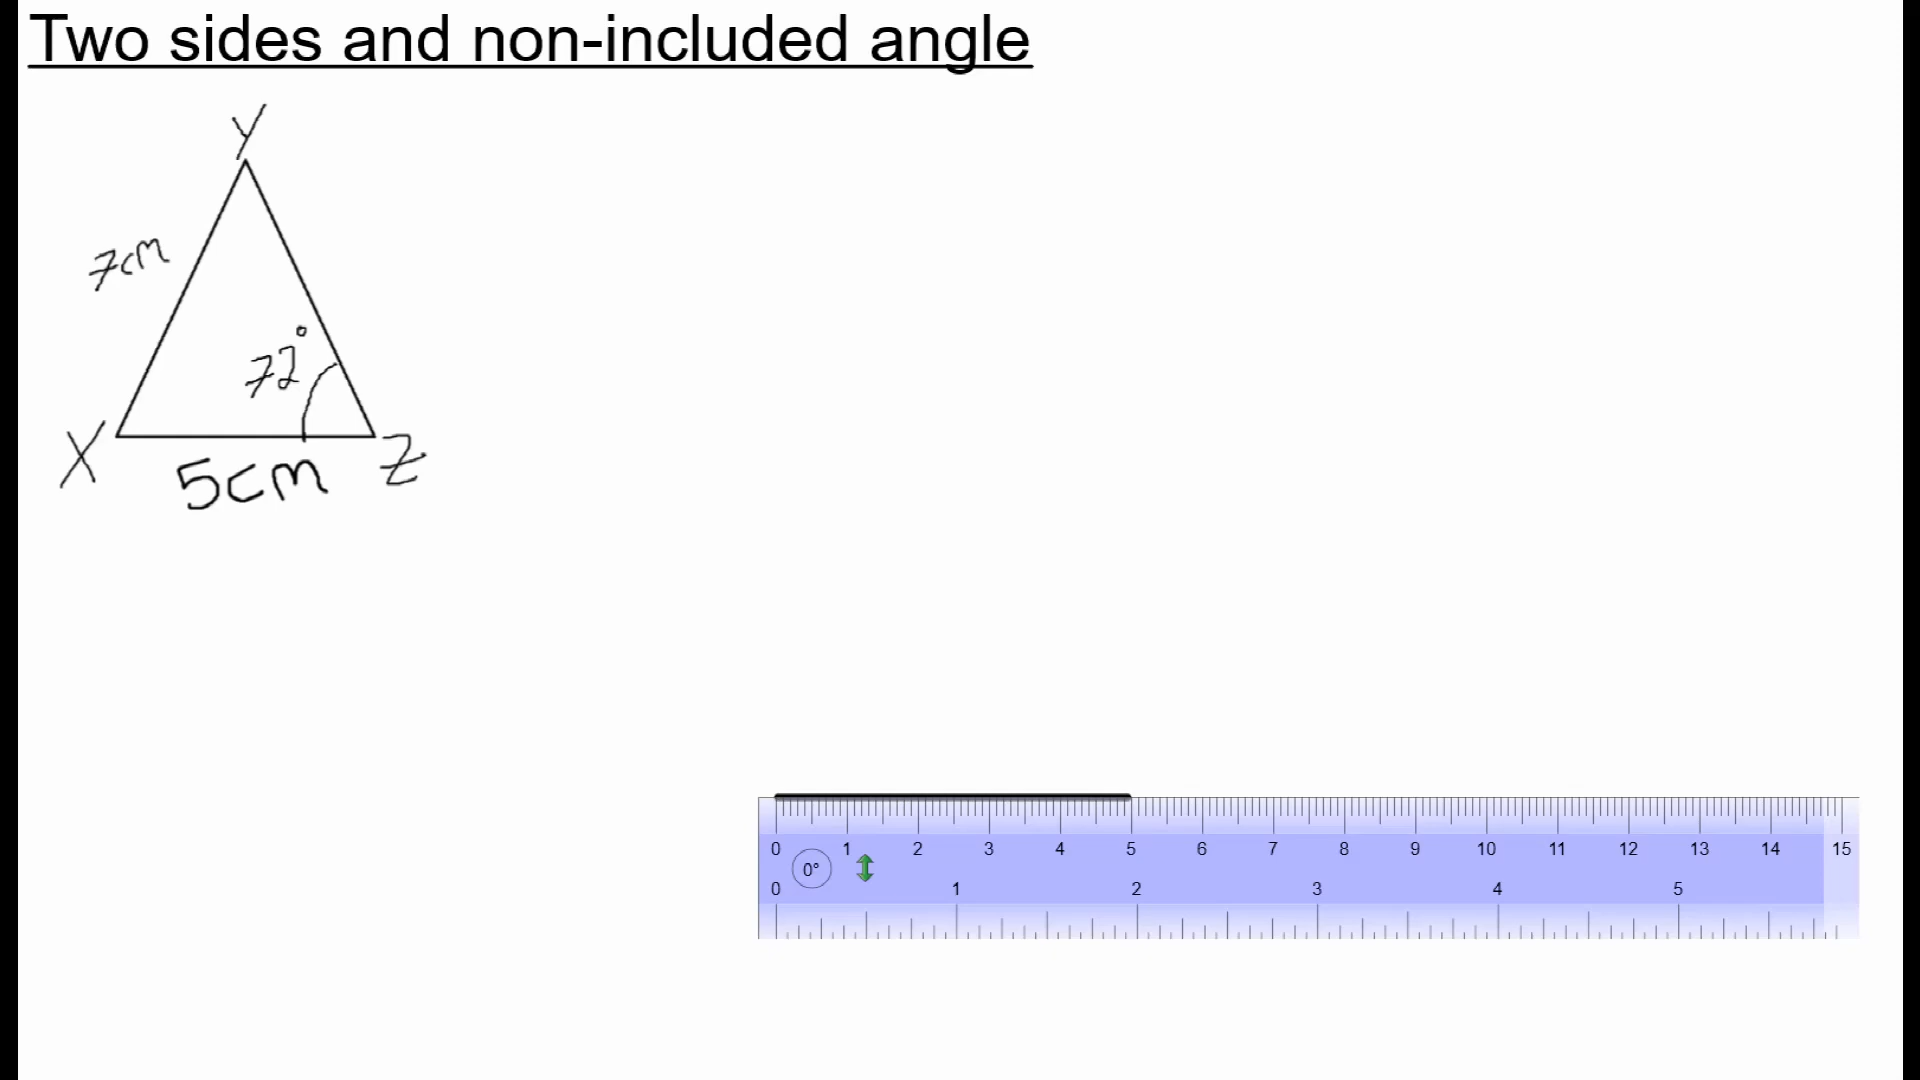 Two sides and non-included angle
Y
7cm
72°
X
Z
5cm
0 1 2 3 4 5 6 7 8 9 10 11 12 13 14 15
0°
0 1 2 3 4 5